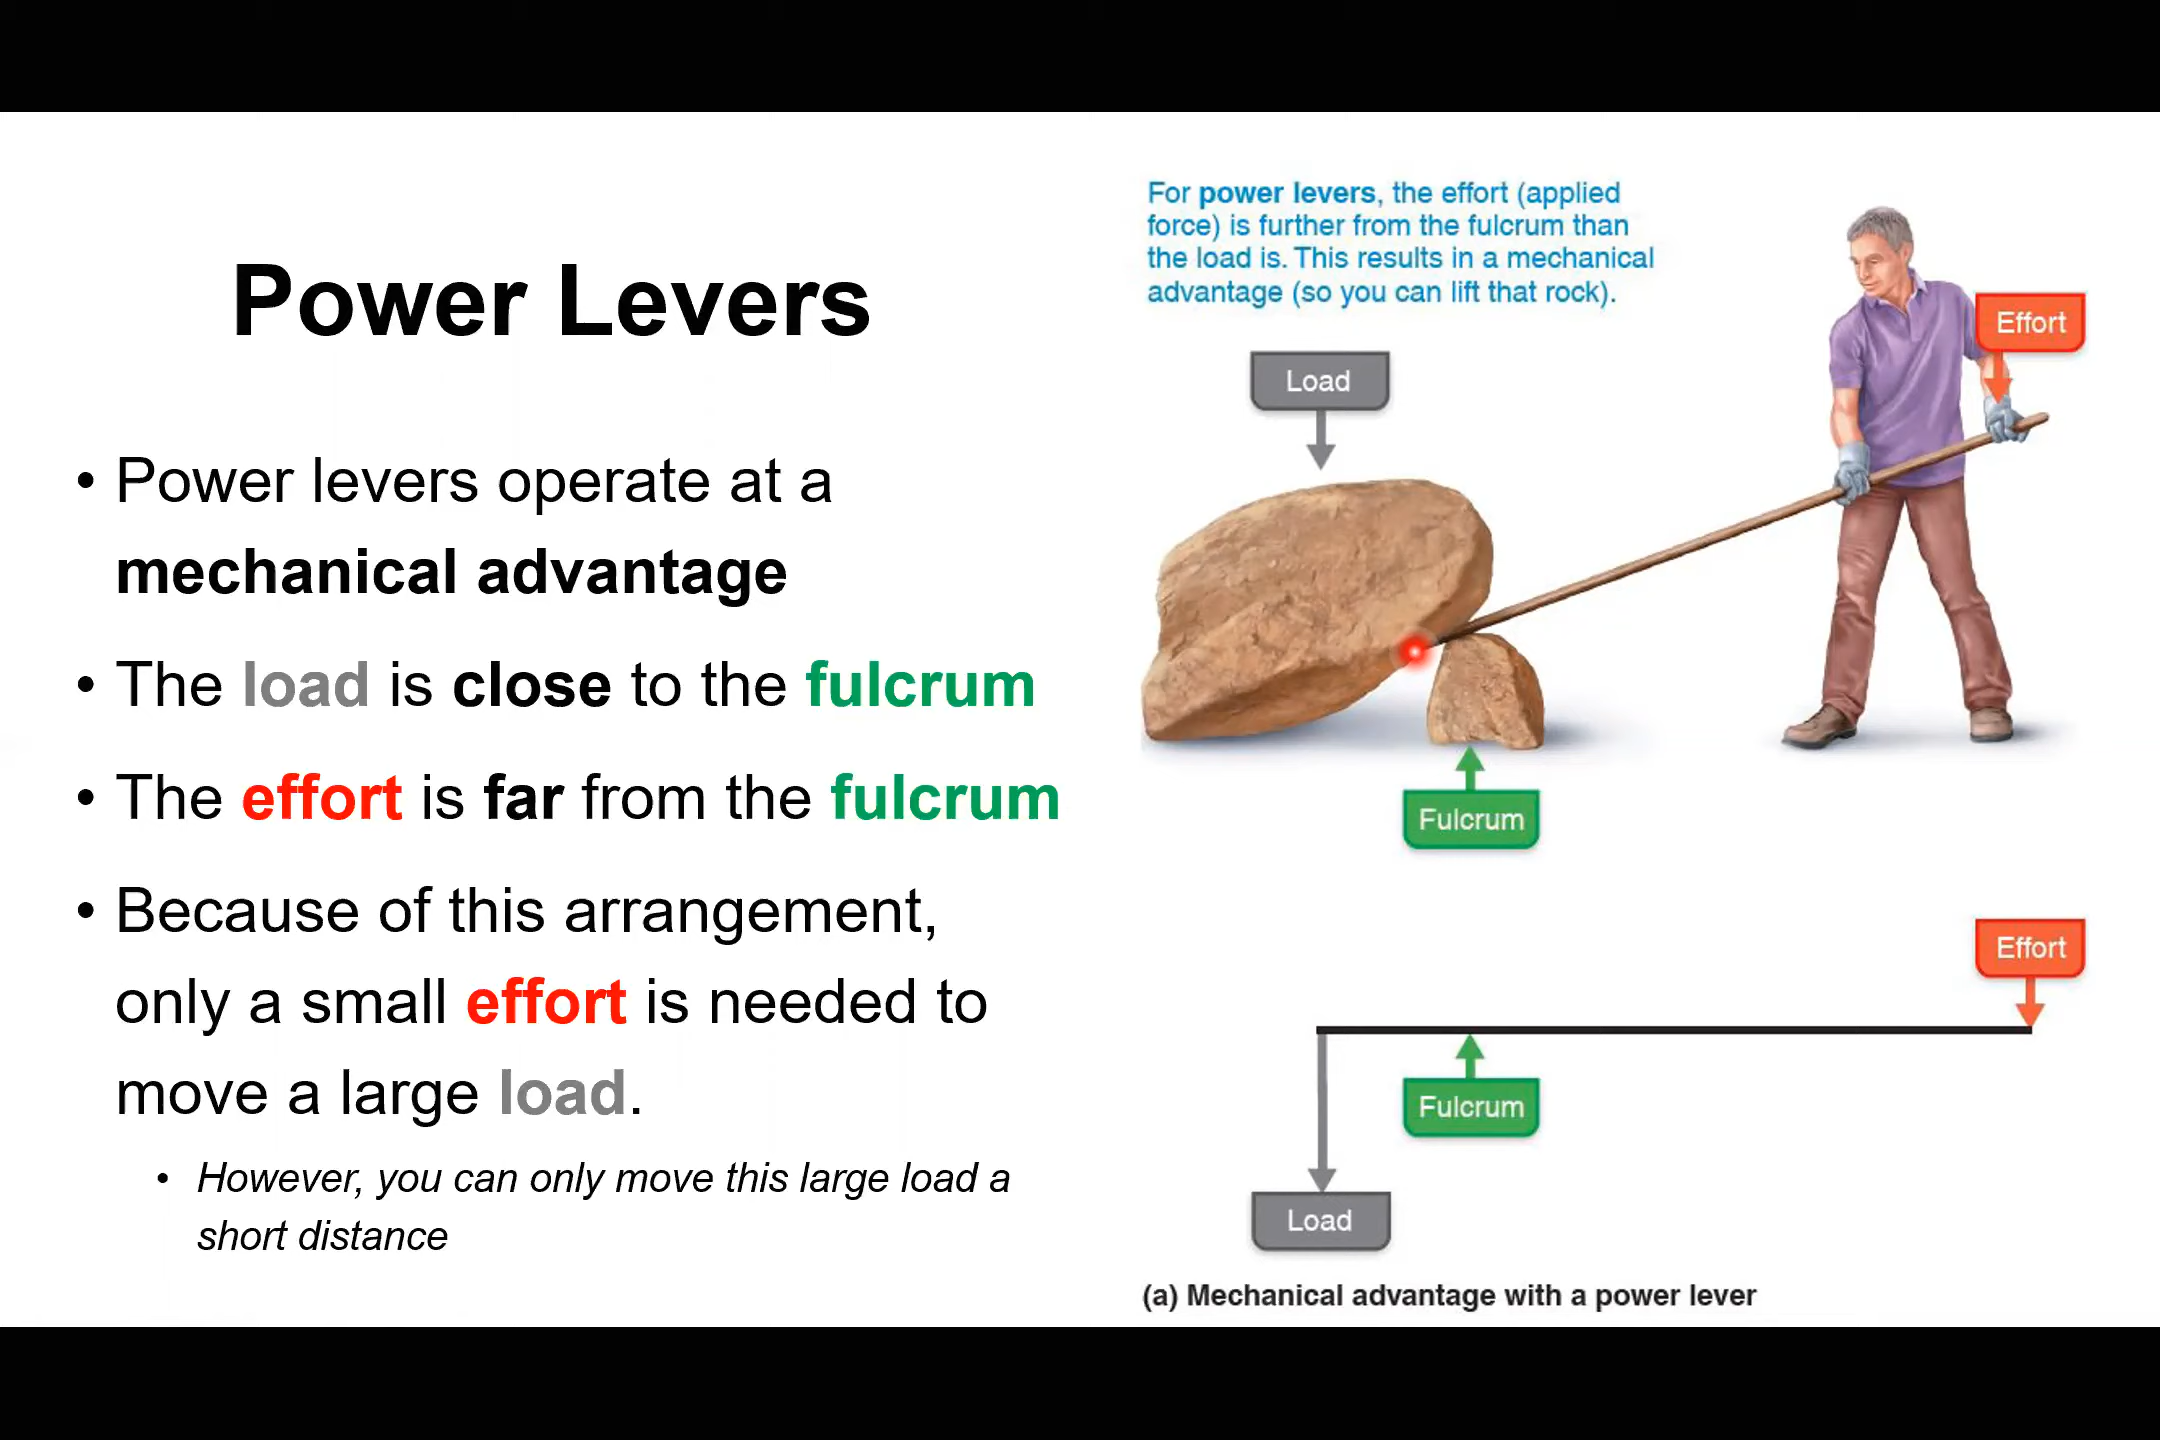 Power Levers
• Power levers operate at a
mechanical advantage
• The load is close to the fulcrum
• The effort is far from the fulcrum
• Because of this arrangement,
only a small effort is needed to
move a large load.
• However, you can only move this large load a
short distance
For power levers, the effort (applied
force) is further from the fulcrum than
the load is. This results in a mechanical
advantage (so you can lift that rock).
Effort
Load
Fulcrum
Effort
Fulcrum
Load
(a) Mechanical advantage with a power lever